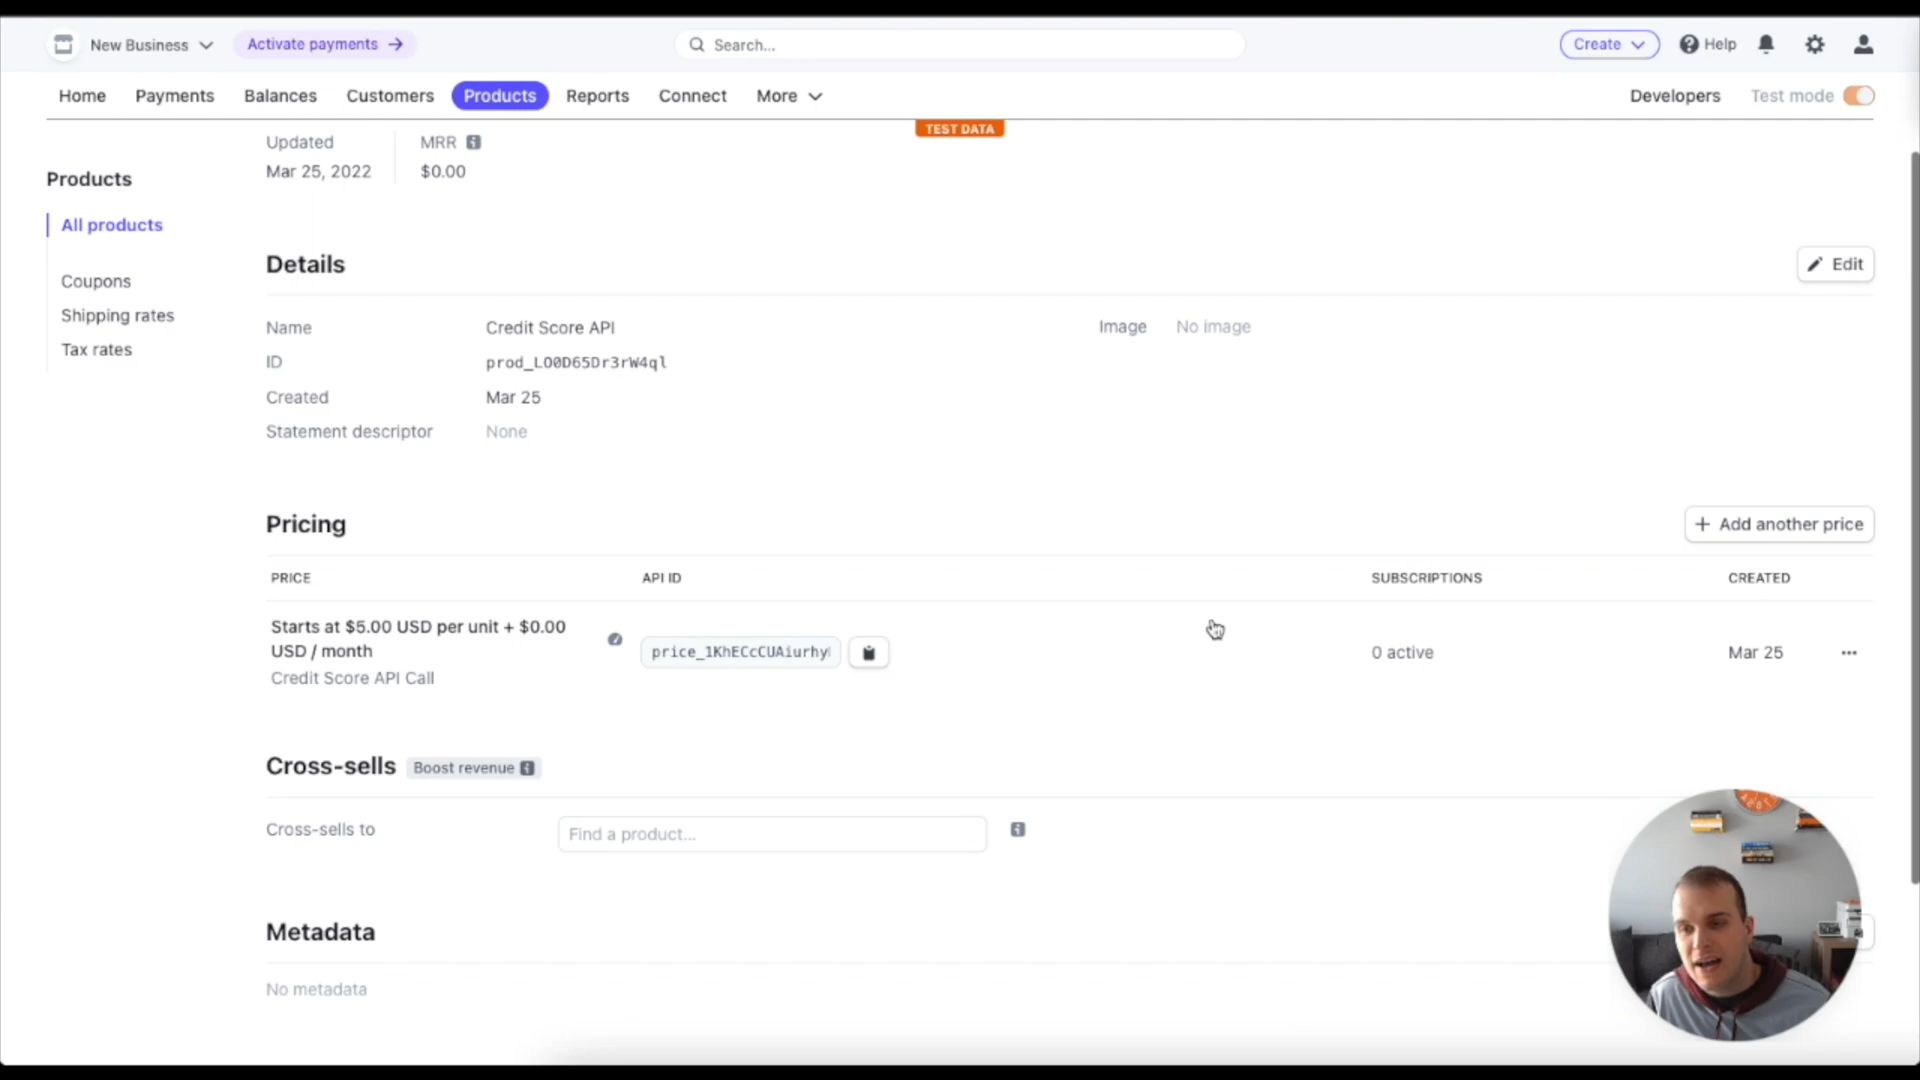 New Business
Activate payments →
Search...
Create
Help
Home
Payments
Balances
Customers
Products
Reports
Connect
More
Developers
Test mode
TEST DATA
Updated
Mar 25, 2022
MRR
$0.00
Products
All products
Coupons
Shipping rates
Tax rates
Details
Edit
Name
Credit Score API
ID
prod_LO0D65Dr3rW4ql
Created
Mar 25
Statement descriptor
None
Image
No image
Pricing
+ Add another price
PRICE
API ID
SUBSCRIPTIONS
CREATED
Starts at $5.00 USD per unit + $0.00
USD / month
Credit Score API Call
price_1KhECcCUAiurhy
0 active
Mar 25
Cross-sells
Boost revenue
Cross-sells to
Find a product...
Metadata
No metadata